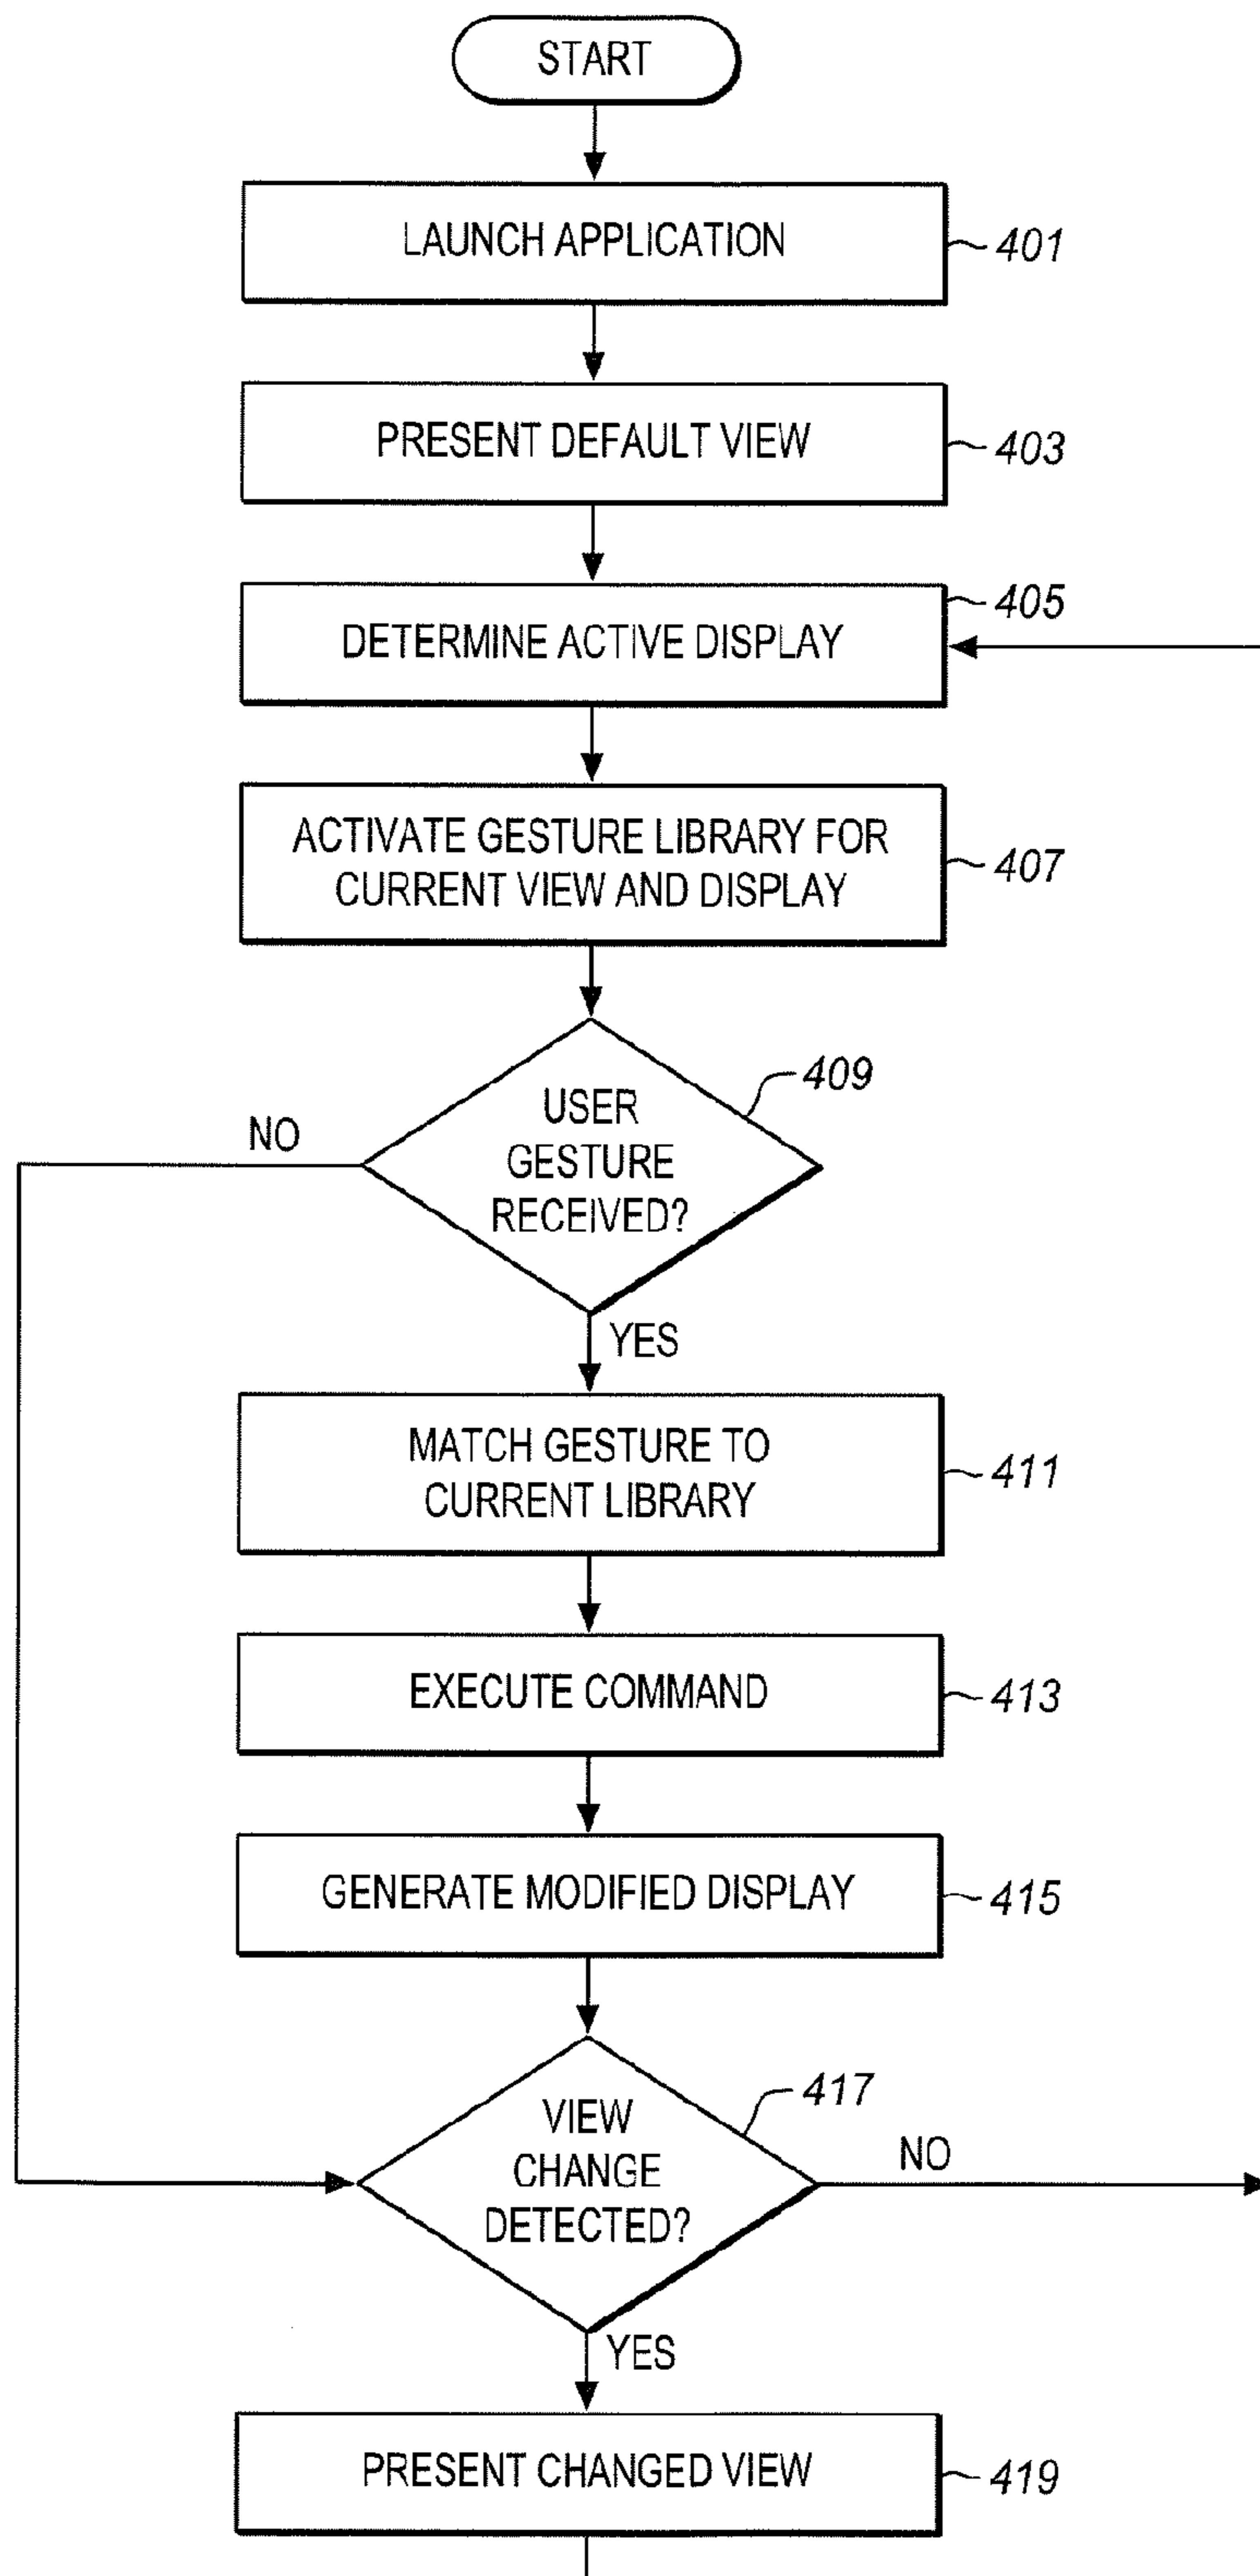 START
LAUNCH APPLICATION
401
PRESENT DEFAULT VIEW
403
405
DETERMINE ACTIVE DISPLAY
ACTIVATE GESTURE LIBRARY FOR
CURRENT VIEW AND DISPLAY
407
409
USER
GESTURE
RECEIVED?
NO
YES
MATCH GESTURE TO
CURRENT LIBRARY
411
EXECUTE COMMAND
413
GENERATE MODIFIED DISPLAY
415
417
VIEW
CHANGE
DETECTED?
NO
YES
PRESENT CHANGED VIEW
419